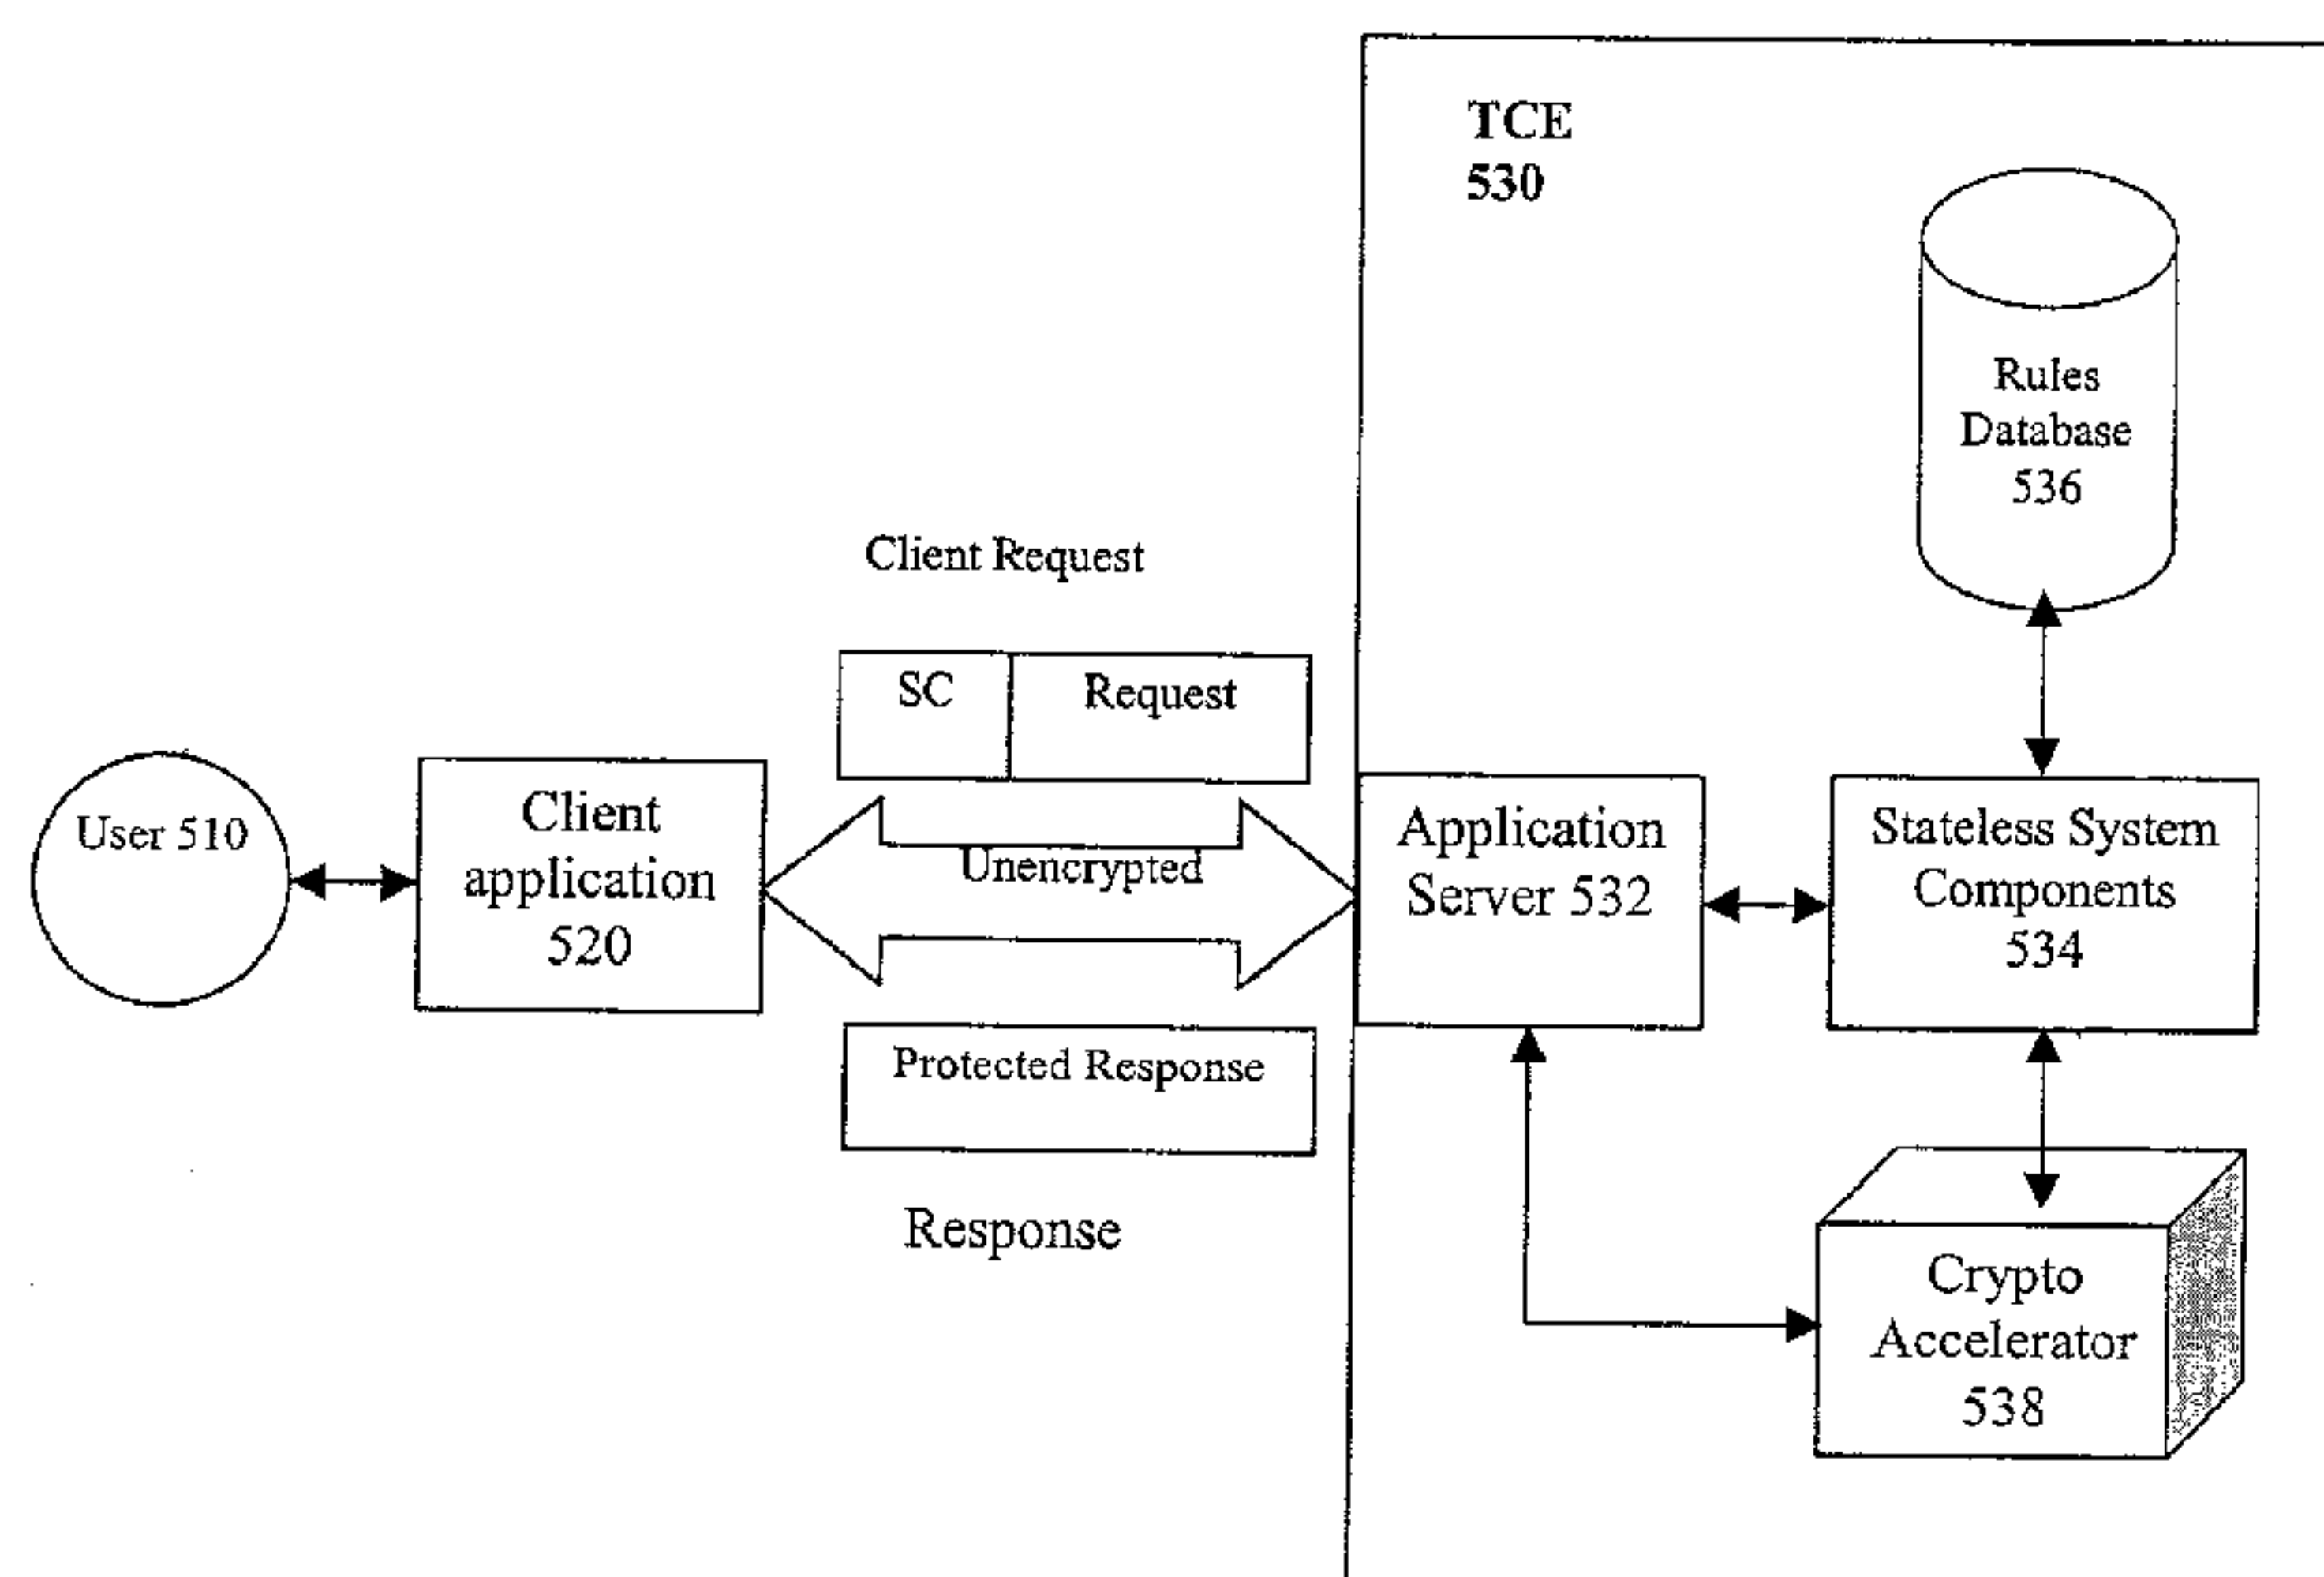 TCE
530
Rules
Database
536
Client Request
SC
Request
User 510
Client
application
520
Unencrypted
Application
Server 532
Stateless System
Components
534
Protected Response
Response
Crypto
Accelerator
538